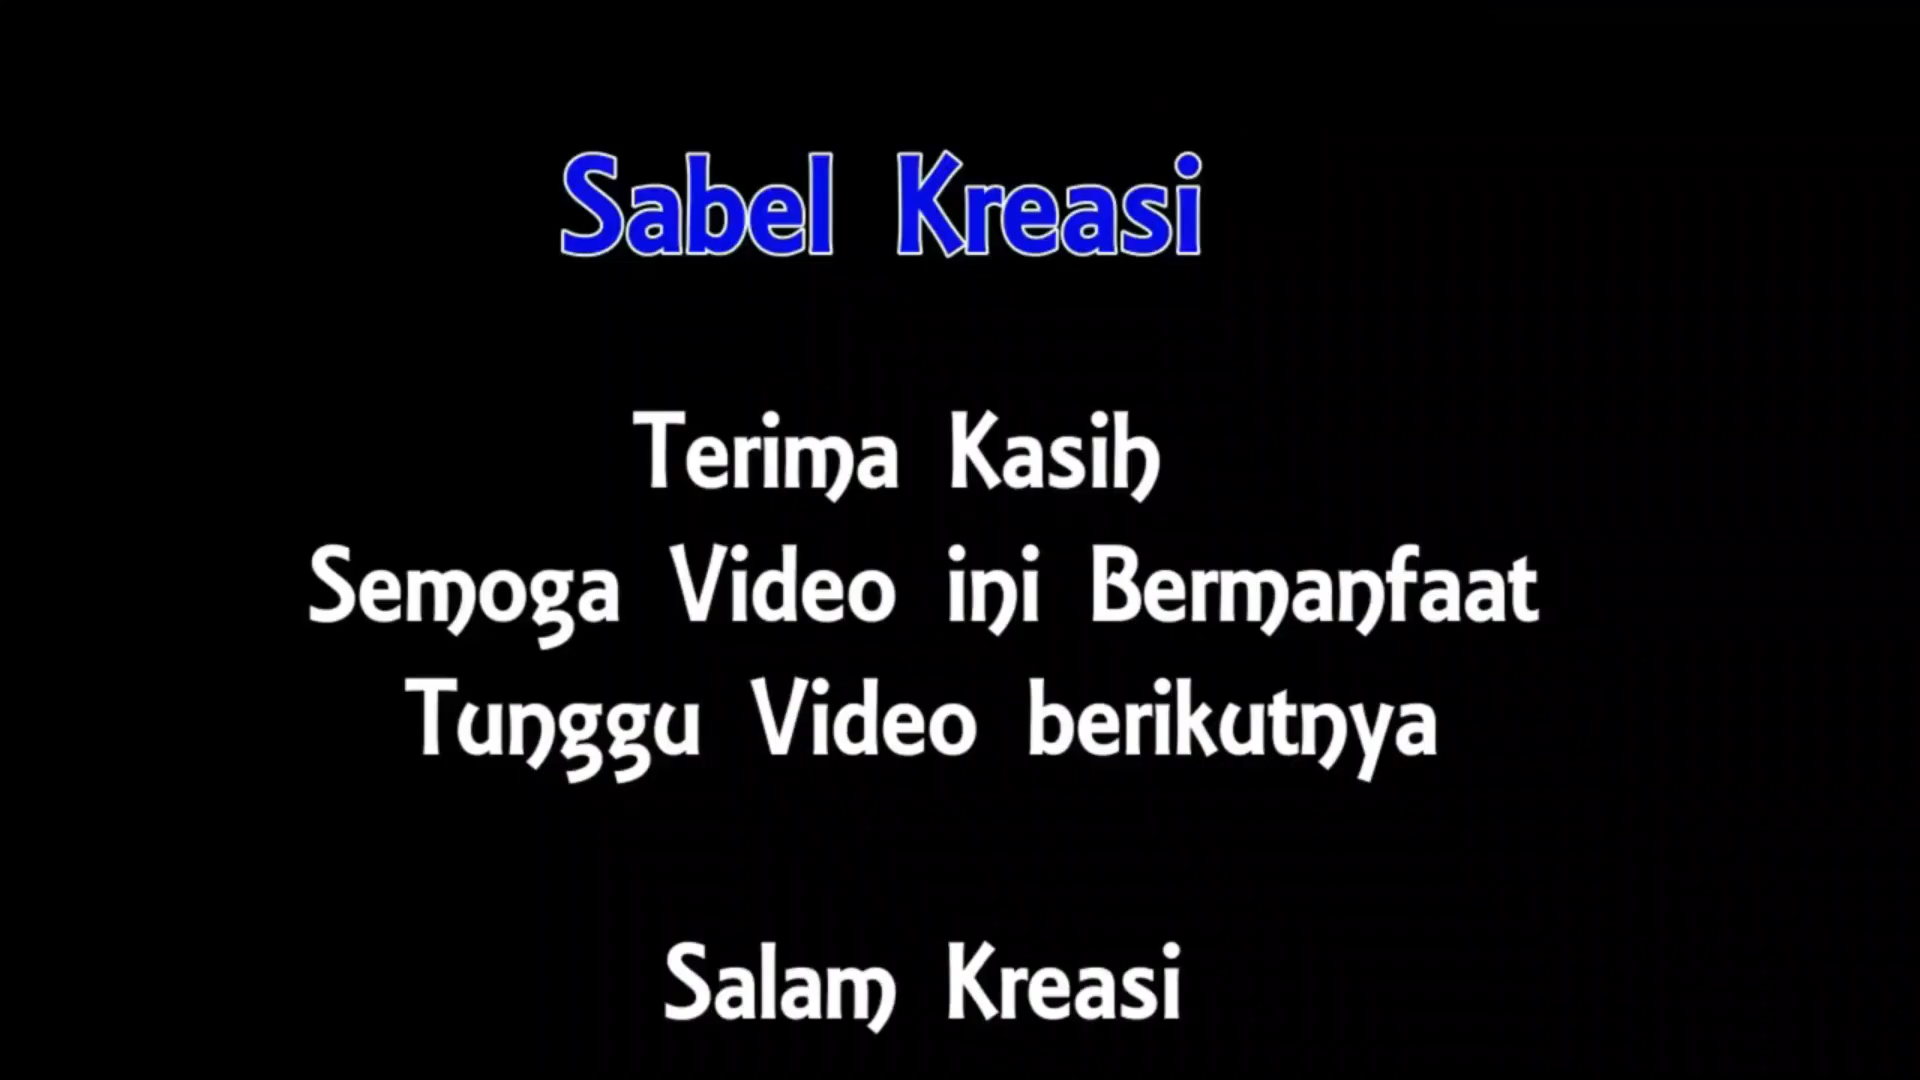 Sabel Kreasi
Terima Kasih
Semoga Video ini Bermanfaat
Tunggu Video berikutnya
Salam Kreasi